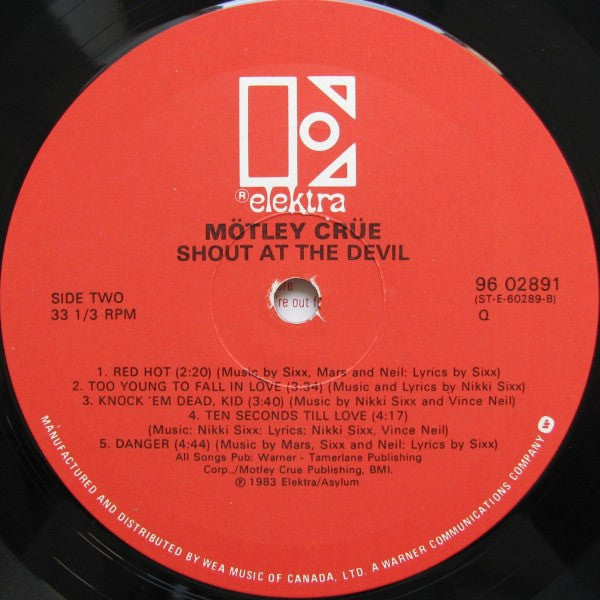 ® elektra
MÖTLEY CRÜE
SHOUT AT THE DEVIL
SIDE TWO
33 1/3 RPM
96 02891
(ST-E-60289-B)
Q
're out
1. RED HOT (2:20) (Music by Sixx, Mars and Neil: Lyrics by Sixx)
2. TOO YOUNG TO FALL IN LOVE (3:34) (Music and Lyrics by Nikki Sixx)
3. KNOCK 'EM DEAD, KID (3:40) (Music by Nikki Sixx and Vince Neil)
4. TEN SECONDS TILL LOVE (4:17)
(Music: Nikki Sixx: Lyrics: Nikki Sixx, Vince Neil)
5. DANGER (4:44) (Music by Mars, Sixx and Neil: Lyrics by Sixx)
All Songs Pub: Warner - Tamerlane Publishing
Corp.,/Motley Crue Publishing, BMI.
℗ 1983 Elektra/Asylum
MANUFACTURED AND DISTRIBUTED BY WEA MUSIC OF CANADA, LTD. A WARNER COMMUNICATIONS COMPANY